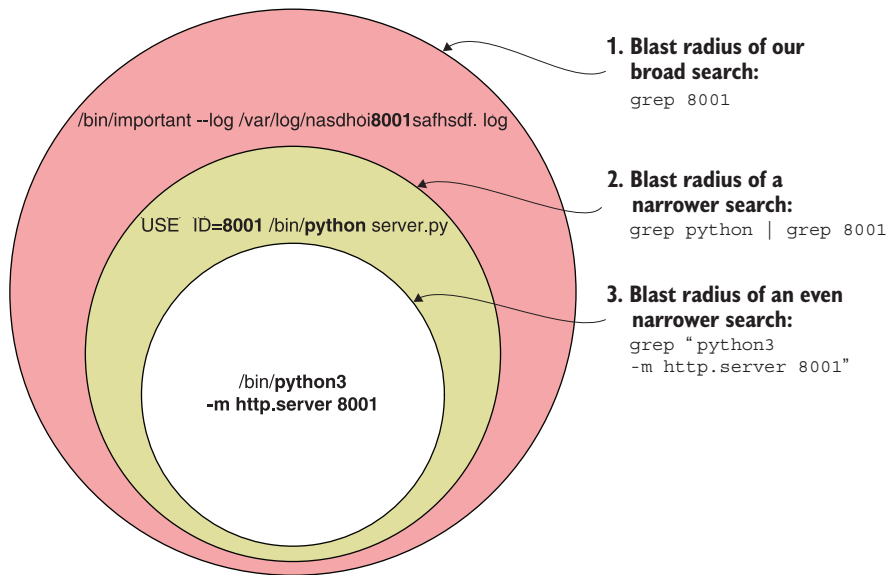 /bin/important --log /var/log/nasdhoi8001safhsdf. log
USE ID=8001 /bin/python server.py
/bin/python3
-m http.server 8001
1. Blast radius of our
broad search:
grep 8001
2. Blast radius of a
narrower search:
grep python | grep 8001
3. Blast radius of an even
narrower search:
grep “python3
-m http.server 8001”